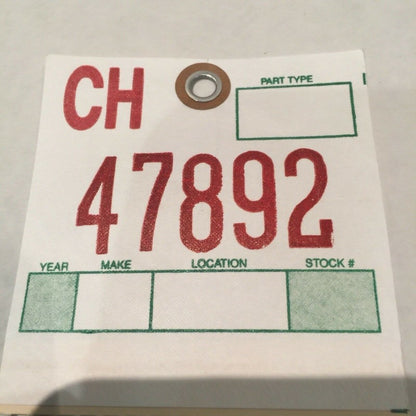 CH
PART TYPE
47892
YEAR MAKE LOCATION STOCK #